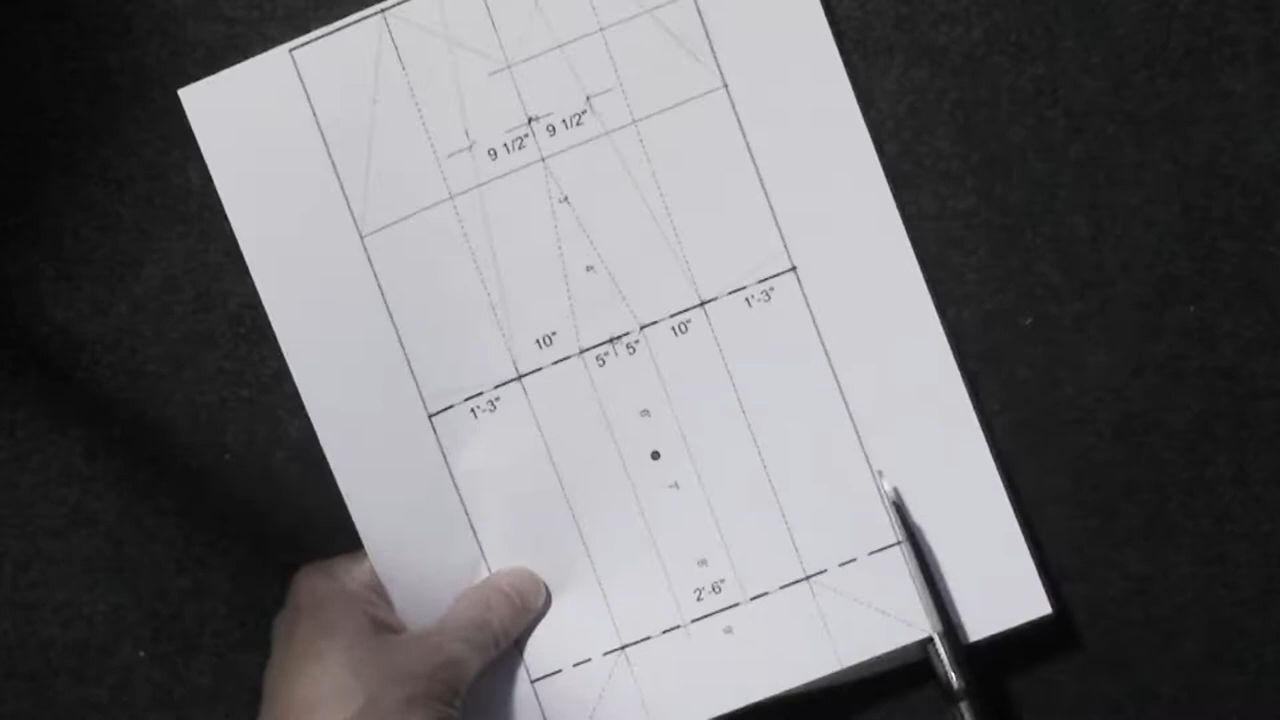 9 1/2" 9 1/2"
10" 5" 5" 10" 1'-3"
1'-3"
2'-6"